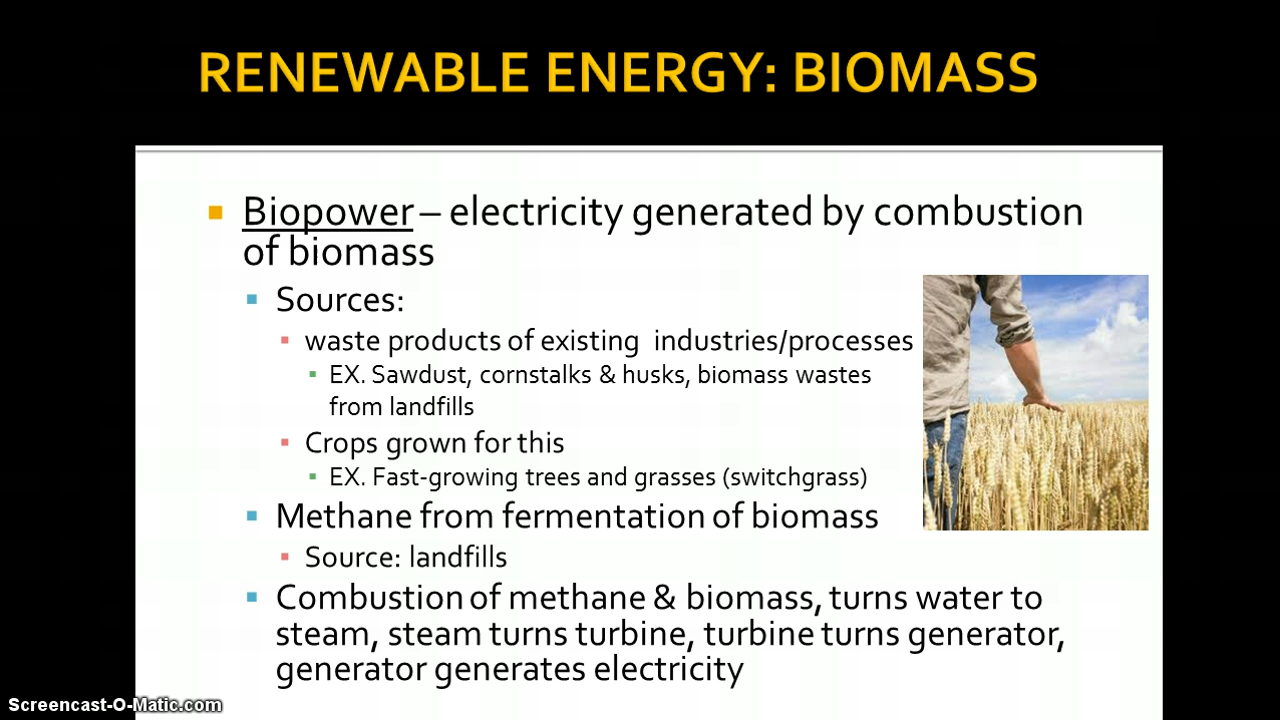 RENEWABLE ENERGY: BIOMASS
Biopower – electricity generated by combustion
of biomass
Sources:
waste products of existing industries/processes
EX. Sawdust, cornstalks & husks, biomass wastes
from landfills
Crops grown for this
EX. Fast-growing trees and grasses (switchgrass)
Methane from fermentation of biomass
Source: landfills
Combustion of methane & biomass, turns water to
steam, steam turns turbine, turbine turns generator,
generator generates electricity
Screencast-O-Matic.com